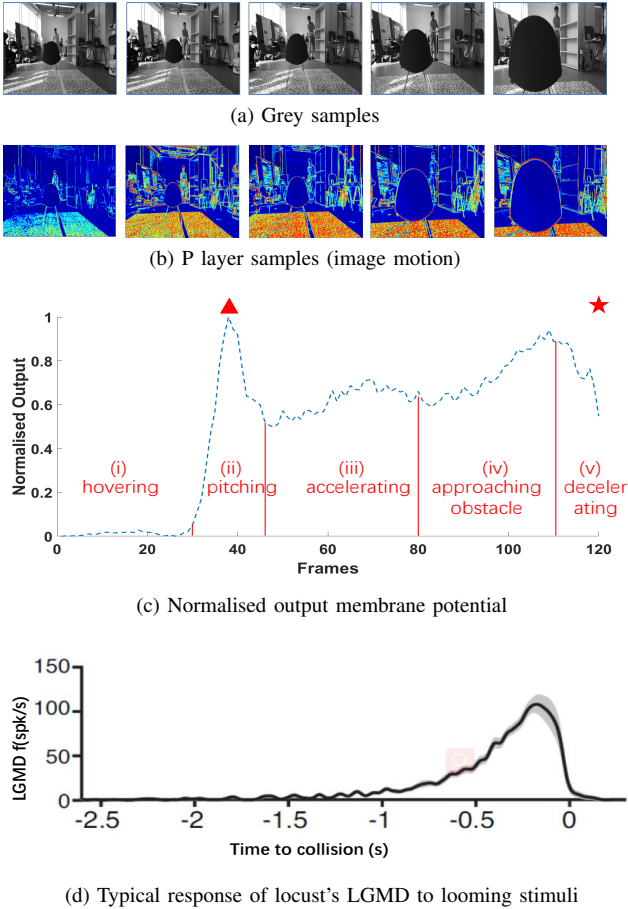 (a) Grey samples
(b) P layer samples (image motion)
Normalised Output
1
0.8
0.6
0.4
0.2
0
(i)
hovering
(ii)
pitching
(iii)
accelerating
(iv)
approaching
obstacle
(v)
deceler
ating
0
20
40
60
80
100
120
Frames
(c) Normalised output membrane potential
LGMD f(spk/s)
150
100
50
0
-2.5
-2
-1.5
-1
-0.5
0
Time to collision (s)
(d) Typical response of locust's LGMD to looming stimuli